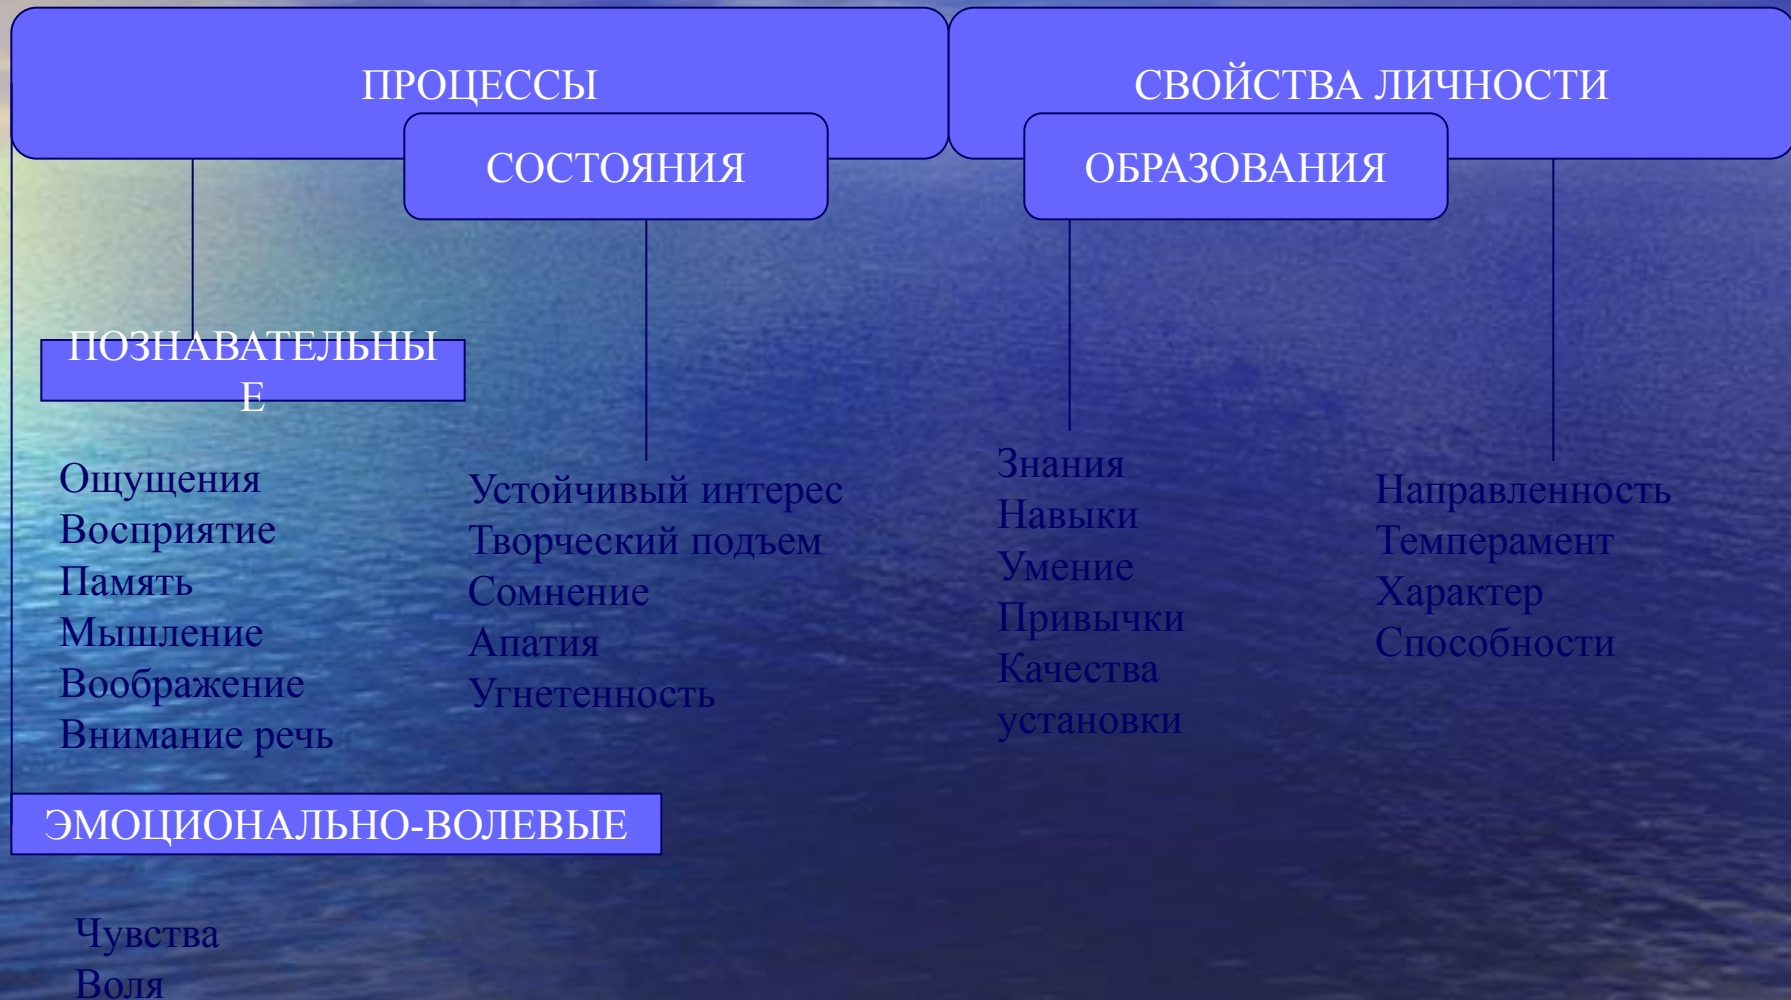 ПРОЦЕССЫ
СВОЙСТВА ЛИЧНОСТИ
СОСТОЯНИЯ
ОБРАЗОВАНИЯ
ПОЗНАВАТЕЛЬНЫ
Е
Ощущения
Восприятие
Память
Мышление
Воображение
Внимание речь
Устойчивый интерес
Творческий подъем
Сомнение
Апатия
Угнетенность
Знания
Навыки
Умение
Привычки
Качества
установки
Направленность
Темперамент
Характер
Способности
ЭМОЦИОНАЛЬНО-ВОЛЕВЫЕ
Чувства
Воля